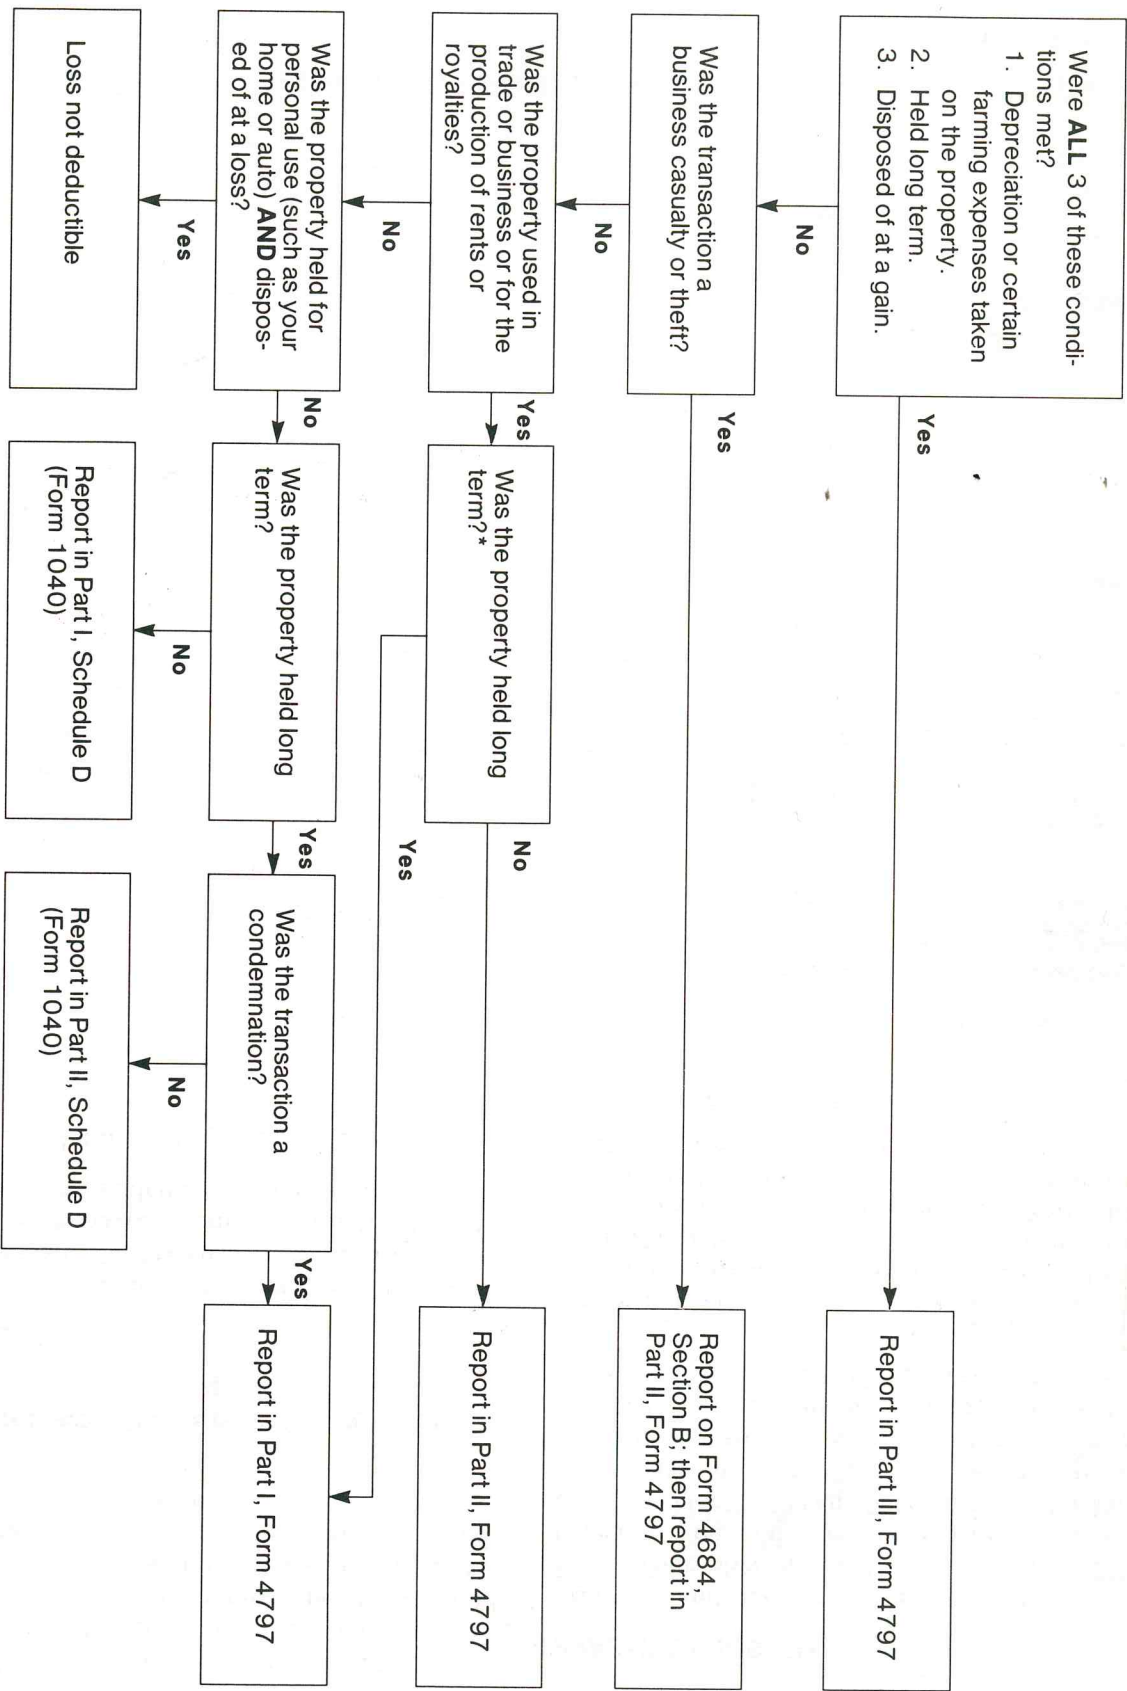 Were ALL 3 of these condi-
tions met?
1. Depreciation or certain
farming expenses taken
on the property.
2. Held long term.
3. Disposed of at a gain.
Yes
Report in Part III, Form 4797
No
Was the transaction a
business casualty or theft?
Yes
Report on Form 4684,
Section B; then report in
Part II, Form 4797
No
Was the property used in
trade or business or for the
production of rents or
royalties?
Yes
Was the property held long
term?*
No
Report in Part II, Form 4797
Yes
No
Was the property held for
personal use (such as your
home or auto) AND dispos-
ed of at a loss?
No
Was the property held long
term?
Yes
Was the transaction a
condemnation?
Yes
Report in Part I, Form 4797
Yes
Loss not deductible
No
Report in Part I, Schedule D
(Form 1040)
No
Report in Part II, Schedule D
(Form 1040)